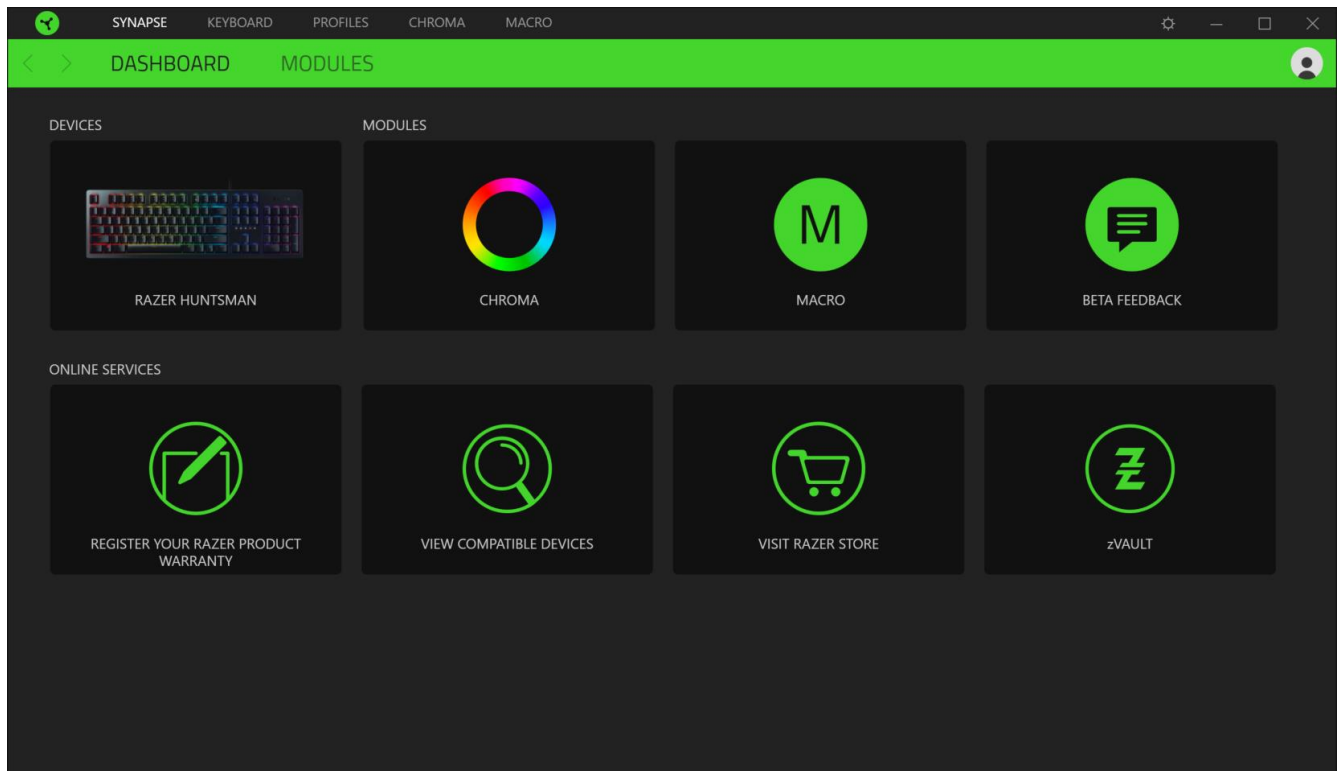 SYNAPSE KEYBOARD PROFILES CHROMA MACRO
DASHBOARD MODULES
DEVICES MODULES
RAZER HUNTSMAN CHROMA M MACRO BETA FEEDBACK
ONLINE SERVICES
REGISTER YOUR RAZER PRODUCT
WARRANTY
VIEW COMPATIBLE DEVICES
VISIT RAZER STORE
zVAULT